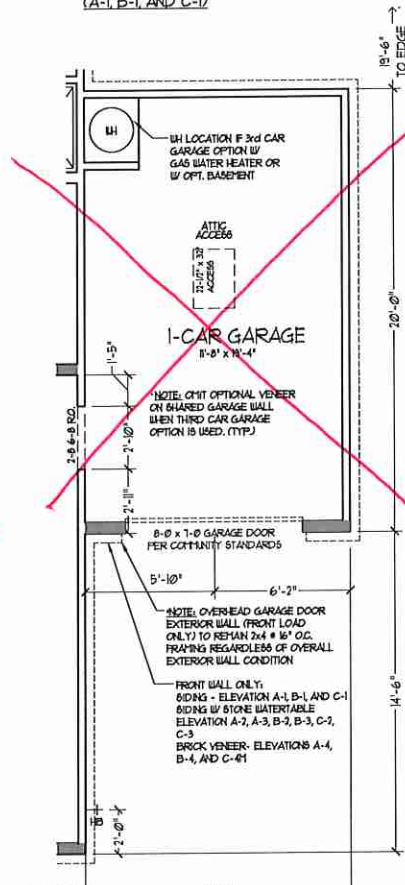 (A-1, B-1, AND C-1)
19'-6"
TO EDGE
WH
WH LOCATION IF 3rd CAR
GARAGE OPTION W/
GAS WATER HEATER OR
W/ OPT. BASEMENT
ATTIC
ACCESS
22-1/2" x 32"
ACCESS
20'-0"
1-CAR GARAGE
11'-8" x 19'-4"
1'-5"
*NOTE: OMIT OPTIONAL VENEER
ON SHARED GARAGE WALL
WHEN THIRD CAR GARAGE
OPTION IS USED. (TYP.)
2-8 6-8 R.O.
2'-10"
2'-11"
8-0 x 7-0 GARAGE DOOR
PER COMMUNITY STANDARDS
5'-10"
6'-2"
*NOTE: OVERHEAD GARAGE DOOR
EXTERIOR WALL (FRONT LOAD
ONLY) TO REMAIN 2x4 @ 16" O.C.
FRAMING REGARDLESS OF OVERALL
EXTERIOR WALL CONDITION
FRONT WALL ONLY:
SIDING - ELEVATION A-1, B-1, AND C-1
SIDING W/ STONE WATERTABLE
ELEVATION A-2, A-3, B-2, B-3, C-2,
C-3
BRICK VENEER- ELEVATIONS A-4,
B-4, AND C-4
14'-6"
2'-0"